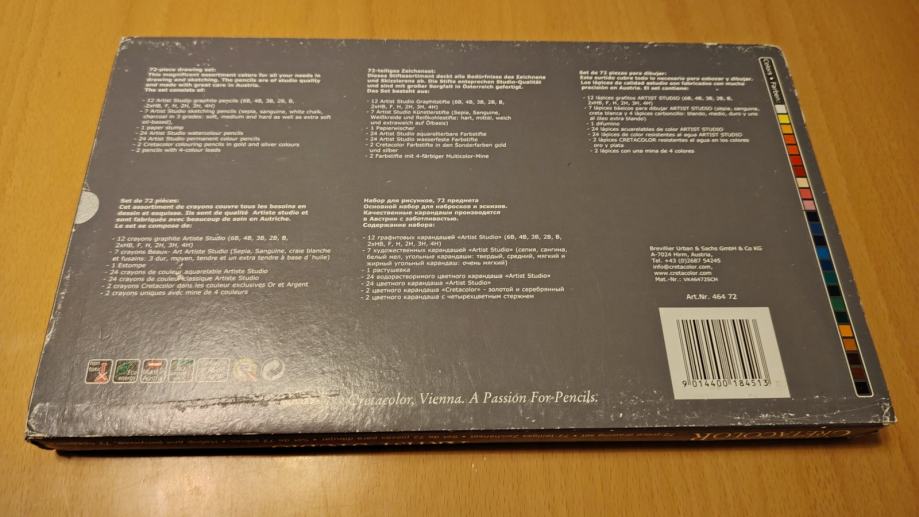 72-piece drawing set:
This magnificent assortment caters for all your needs in
drawing and sketching. The pencils are of studio quality
and made with great care in Austria.
The set consists of:
- 12 Artist Studio graphite pencils (6B, 4B, 3B, 2B, B,
2xHB, F, H, 2H, 3H, 4H)
- 7 Artist Studio sketching pencils (sepia, sanguine, white chalk,
charcoal in 3 grades: soft, medium and hard as well as extra soft
oil-based),
- 1 paper stump
- 24 Artist Studio watercolour pencils
- 24 Artist Studio permanent colour pencils
- 2 Cretacolor colouring pencils in gold and silver colours
- 2 pencils with 4-colour leads
72-teiliges Zeichenset:
Dieses Stiftesortiment deckt alle Bedürfnisse des Zeichnens
und Skizzierens ab. Die Stifte entsprechen Studio-Qualität
und sind mit großer Sorgfalt in Österreich gefertigt.
Das Set besteht aus:
- 12 Artist Studio Graphitstifte (6B, 4B, 3B, 2B, B,
2xHB, F, H, 2H, 3H, 4H)
- 7 Artist Studio Künstlerstifte (Sepia, Sanguine,
Weißkreide und Reißkohlestifte: hart, mittel, weich
und extraweich auf Ölbasis)
- 1 Papierwischer
- 24 Artist Studio aquarellierbare Farbstifte
- 24 Artist Studio wasserfeste Farbstifte
- 2 Cretacolor Farbstifte in den Sonderfarben gold
und silber
- 2 Farbstifte mit 4-färbiger Multicolor-Mine
Set de 72 piezas para dibujar:
Este surtido cubre todo lo necesario para esbozar y dibujar.
Los lápices de calidad estudio son fabricados con mucha
precisión en Austria. El set contiene:
- 12 lápices grafitos ARTIST STUDIO (6B, 4B, 3B, 2B, B,
2xHB, F, H, 2H, 3H, 4H)
- 7 lápices básicos para dibujar ARTIST STUDIO (sepia, sanguina,
creta blanca y 4 lápices carboncillo: blando, medio, duro y uno
al óleo extra blando)
- 1 difumino
- 24 lápices acuarelables de color ARTIST STUDIO
- 24 lápices de color resistentes al agua ARTIST STUDIO
- 2 lápices CRETACOLOR resistentes al agua en los colores
oro y plata
- 2 lápices con una mina de 4 colores
Colors • Farben
Set de 72 pièces:
Cet assortiment de crayons couvre tous les besoins en
dessin et esquisse. Ils sont de qualité Artiste studio et
sont fabriqués avec beaucoup de soin en Autriche.
Le set se compose de:
- 12 crayons graphite Artiste Studio (6B, 4B, 3B, 2B, B,
2xHB, F, H, 2H, 3H, 4H)
- 7 crayons Beaux- Art Artiste Studio (Sepia, Sanguine, craie blanche
et fusains: 3 dur, moyen, tendre et un extra tendre à base d´huile)
- 1 Estompe
- 24 crayons de couleur aquarelable Artiste Studio
- 24 crayons de couleur classique Artiste Studio
- 2 crayons Cretacolor dans les couleur exclusives Or et Argent
- 2 crayons uniques avec mine de 4 couleurs
Набор для рисунков, 72 предмета
Основной набор для набросков и эскизов.
Качественные карандаши производятся
в Австрии с заботливостью.
Содержание набора:
- 12 графитовых карандашей «Artist Studio» (6B, 4B, 3B, 2B, B,
2xHB, F, H, 2H, 3H, 4H)
- 7 художественных карандашей «Artist Studio» (сепия, сангина,
белый мел, угольные карандаши: твердый, средний, мягкий и
жирный угольный карандаш: очень мягкий)
- 1 растушевка
- 24 водорастворимого цветного карандаша «Artist Studio»
- 24 цветного карандаша «Artist Studio»
- 2 цветного карандаша «Cretacolor» - золотой и серебрянный
- 2 цветного карандаша с четырехцветным стержнем
Brevillier Urban & Sachs GmbH & Co KG
A-7024 Hirm, Austria,
Tel. +43 (0)2687 54245
info@cretacolor.com,
www.cretacolor.com
Mat.-Nr.: VK46472SCH
Art.Nr. 464 72
9 014400 184513
Cretacolor, Vienna. A Passion For Pencils.
CRETACOLOR